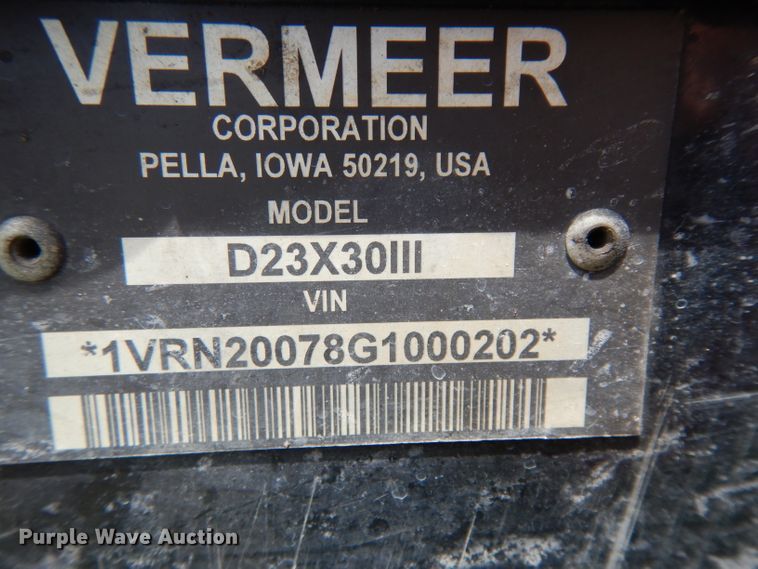 VERMEER
CORPORATION
PELLA, IOWA 50219, USA
MODEL
D23X30III
VIN
*1VRN20078G1000202*
Purple Wave Auction